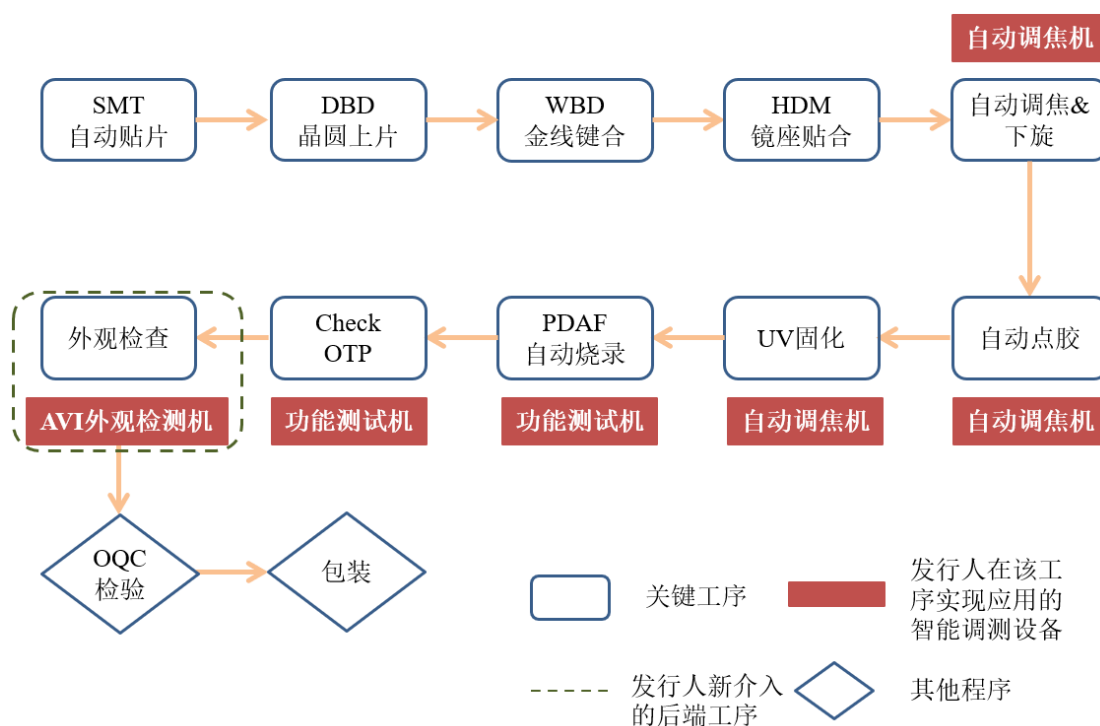 自动调焦机
SMT
自动贴片
DBD
晶圆上片
WBD
金线键合
HDM
镜座贴合
自动调焦&
下旋
外观检查
Check
OTP
PDAF
自动烧录
UV固化
自动点胶
AVI外观检测机
功能测试机
功能测试机
自动调焦机
自动调焦机
OQC
检验
包装
关键工序
发行人在该工
序实现应用的
智能调测设备
发行人新介入
的后端工序
其他程序